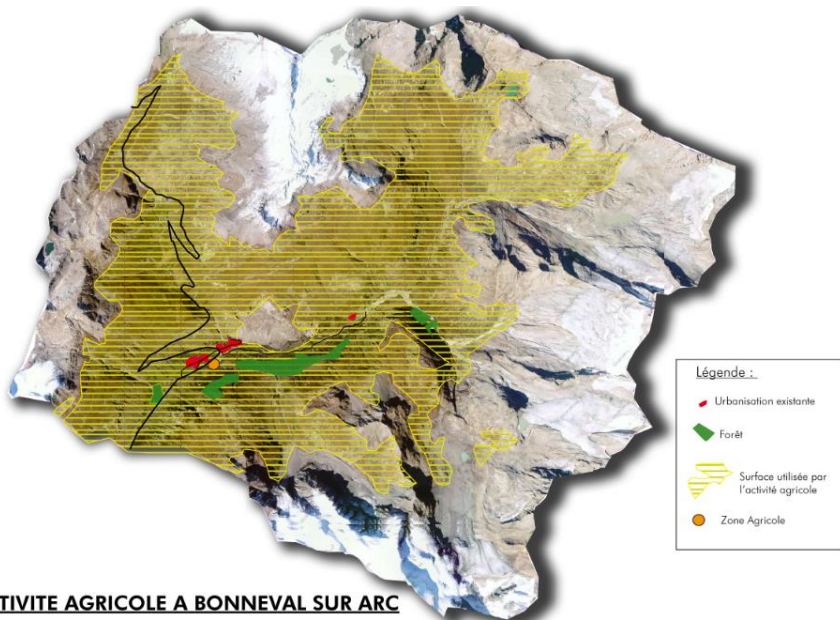 Légende :
Urbanisation existante
Forêt
Surface utilisée par
l'activité agricole
Zone Agricole
TIVITE AGRICOLE A BONNEVAL SUR ARC